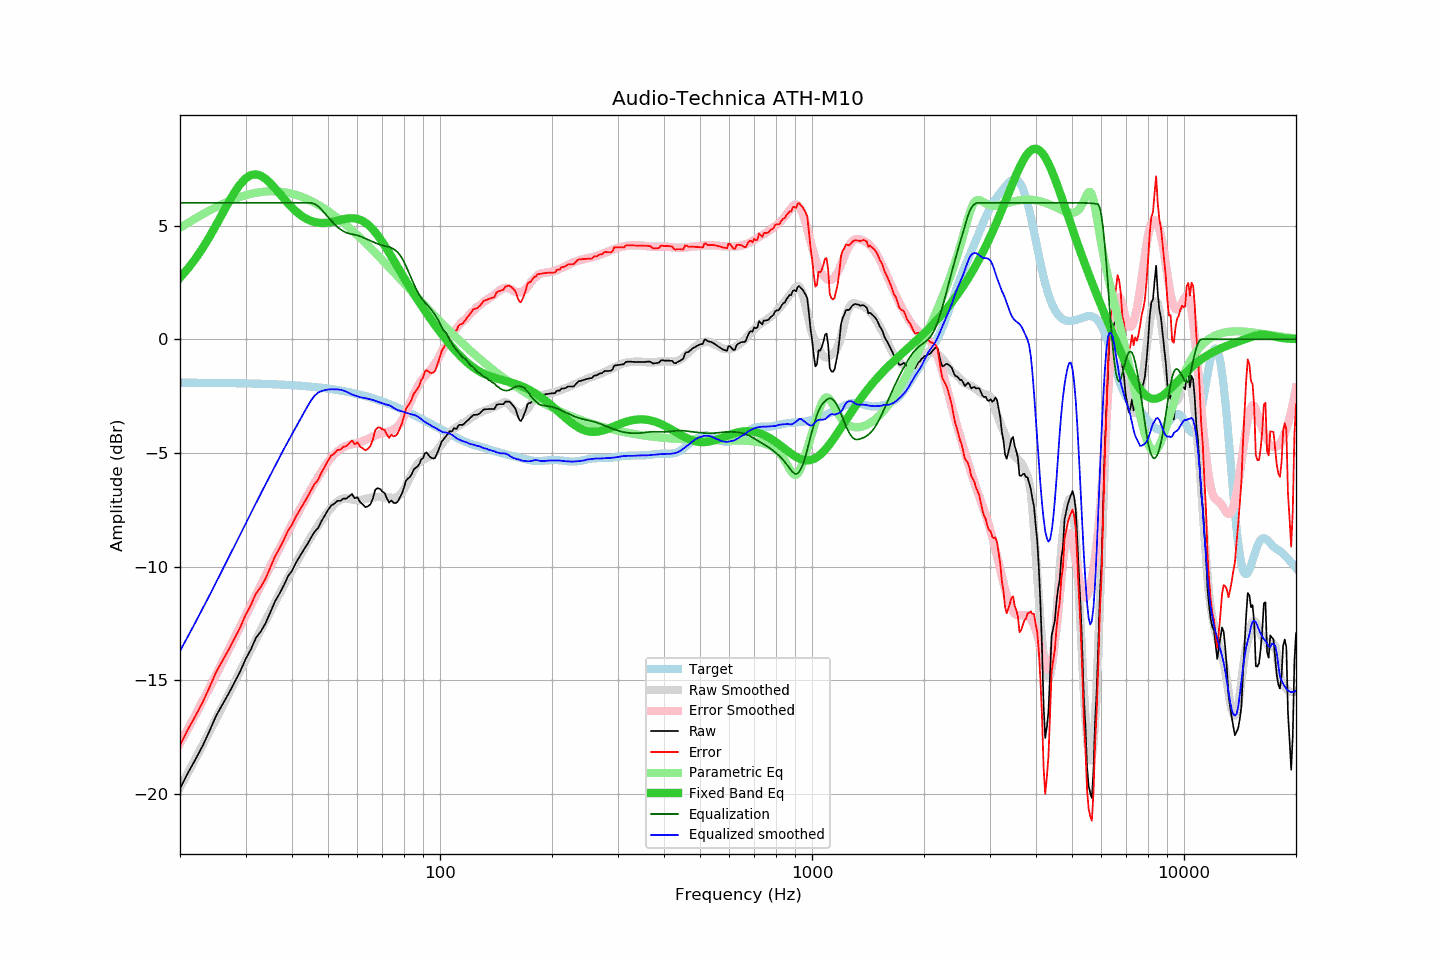 Audio-Technica ATH-M10
Amplitude (dBr)
5
0
−5
−10
−15
−20
Target
Raw Smoothed
Error Smoothed
Raw
Error
Parametric Eq
Fixed Band Eq
Equalization
Equalized smoothed
100
1000
10000
Frequency (Hz)